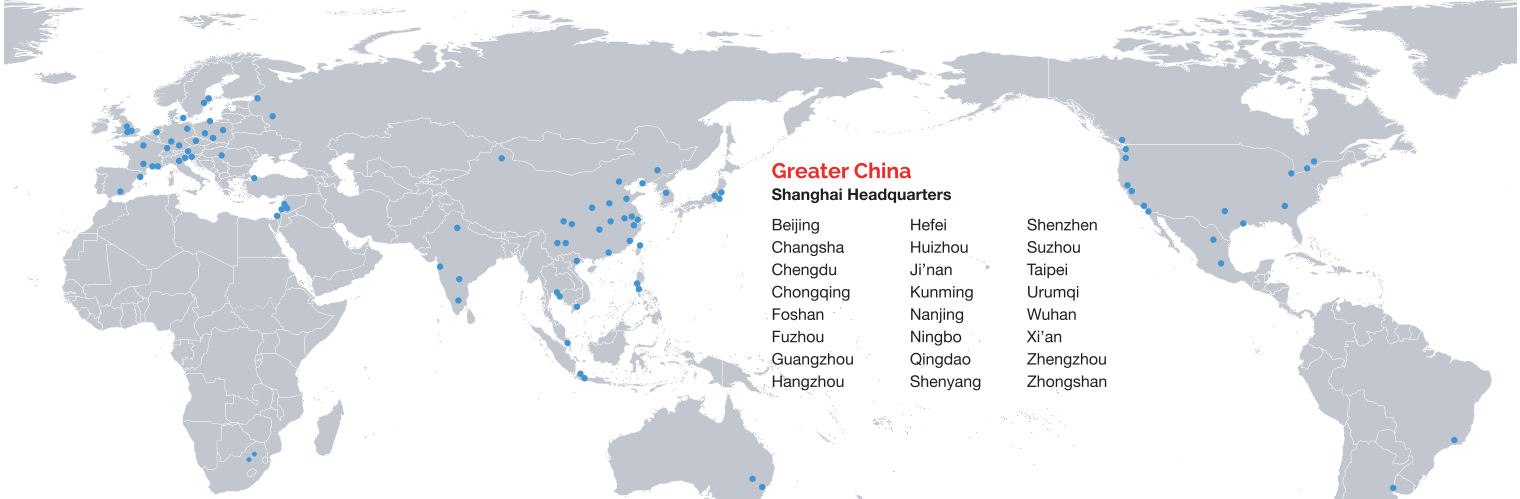 Greater China
Shanghai Headquarters
Beijing Hefei Shenzhen
Changsha Huizhou Suzhou
Chengdu Ji’nan Taipei
Chongqing Kunming Urumqi
Foshan Nanjing Wuhan
Fuzhou Ningbo Xi’an
Guangzhou Qingdao Zhengzhou
Hangzhou Shenyang Zhongshan